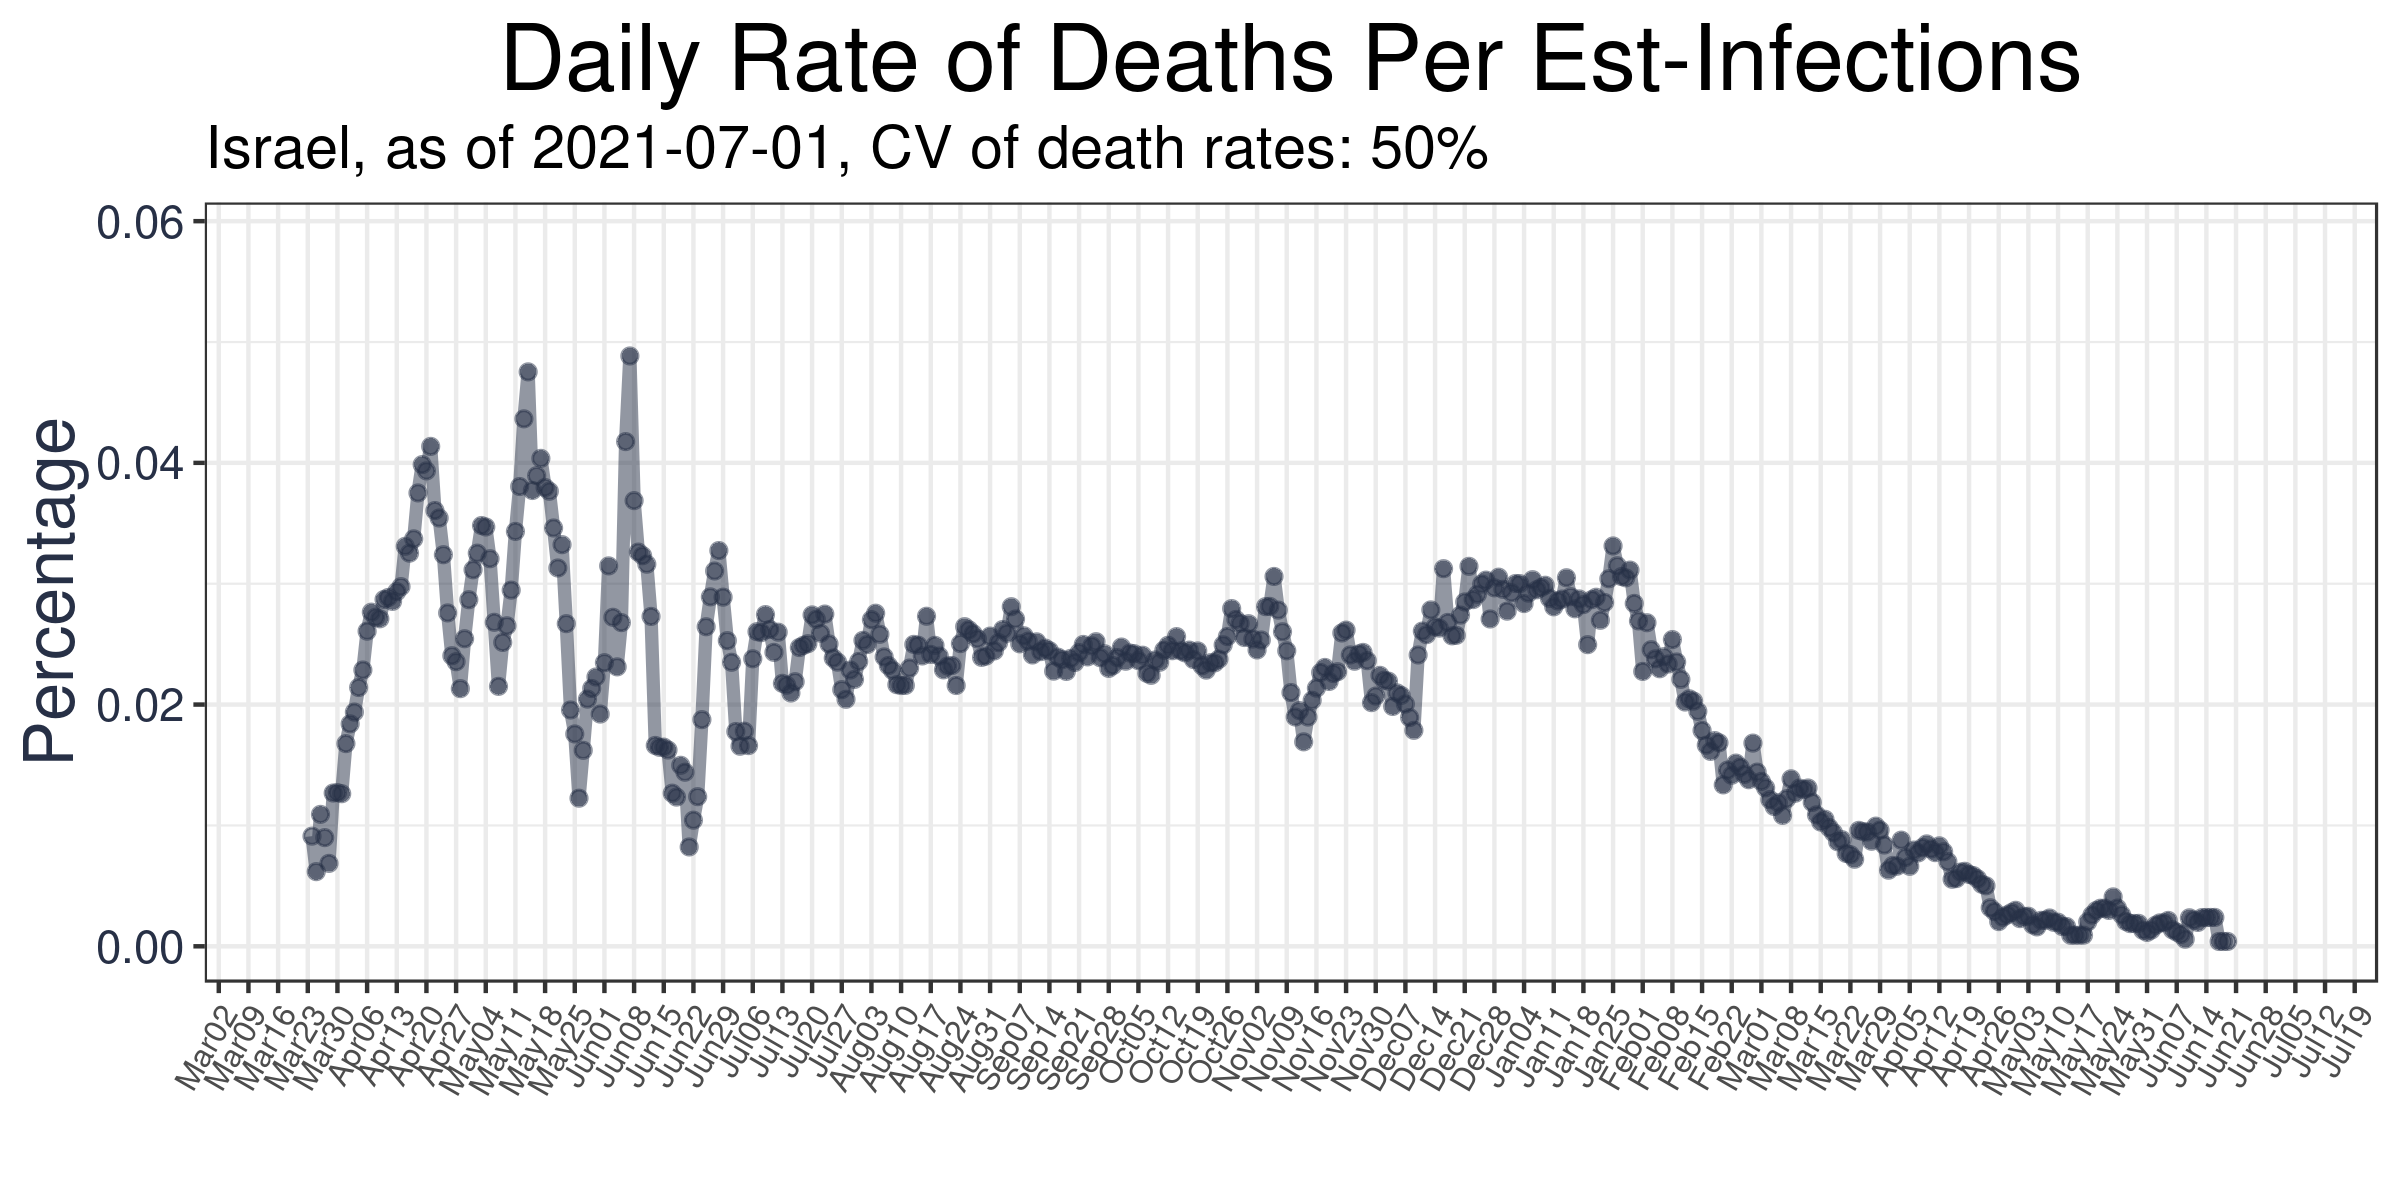 Daily Rate of Deaths Per Est-Infections
Israel, as of 2021-07-01, CV of death rates: 50%
Percentage
0.06
0.04
0.02
0.00
Mar02
Mar09
Mar16
Mar23
Mar30
Apr06
Apr13
Apr20
Apr27
May04
May11
May18
May25
Jun01
Jun08
Jun15
Jun22
Jun29
Jul06
Jul13
Jul20
Jul27
Aug03
Aug10
Aug17
Aug24
Aug31
Sep07
Sep14
Sep21
Sep28
Oct05
Oct12
Oct19
Oct26
Nov02
Nov09
Nov16
Nov23
Nov30
Dec07
Dec14
Dec21
Dec28
Jan04
Jan11
Jan18
Jan25
Feb01
Feb08
Feb15
Feb22
Mar01
Mar08
Mar15
Mar22
Mar29
Apr05
Apr12
Apr19
Apr26
May03
May10
May17
May24
May31
Jun07
Jun14
Jun21
Jun28
Jul05
Jul12
Jul19